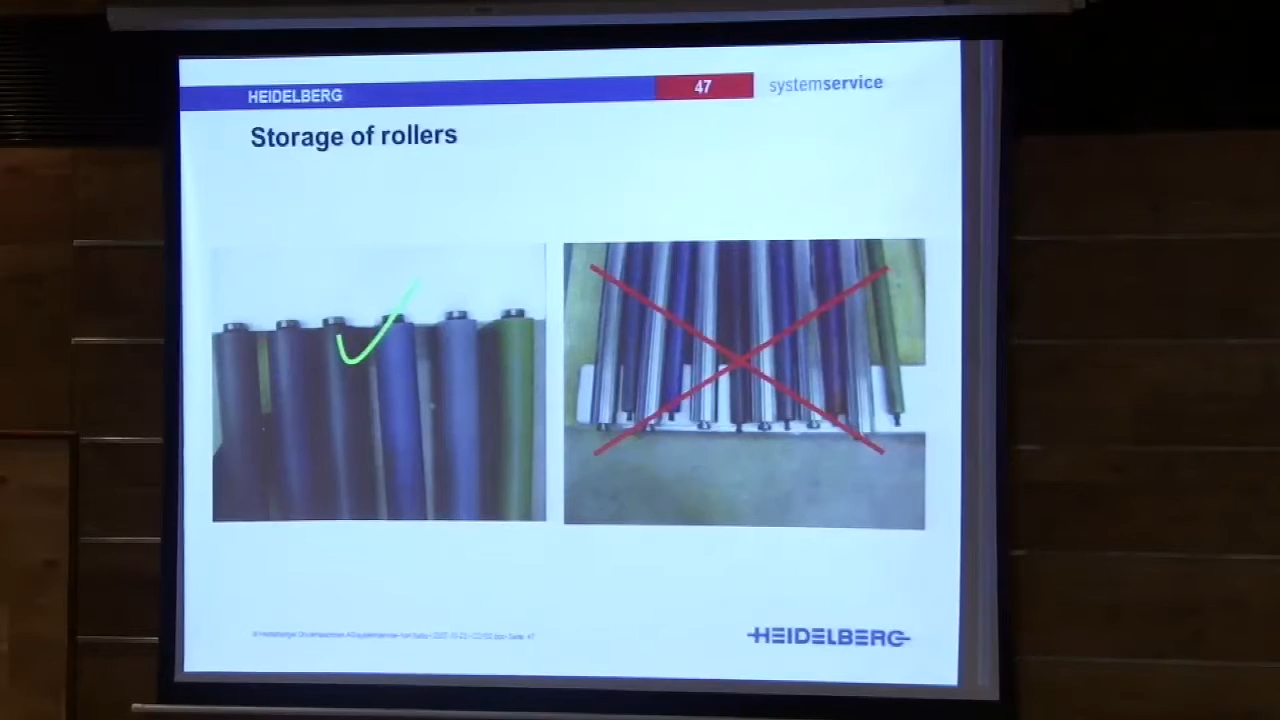 HEIDELBERG
47
systemservice
Storage of rollers
HEIDELBERG